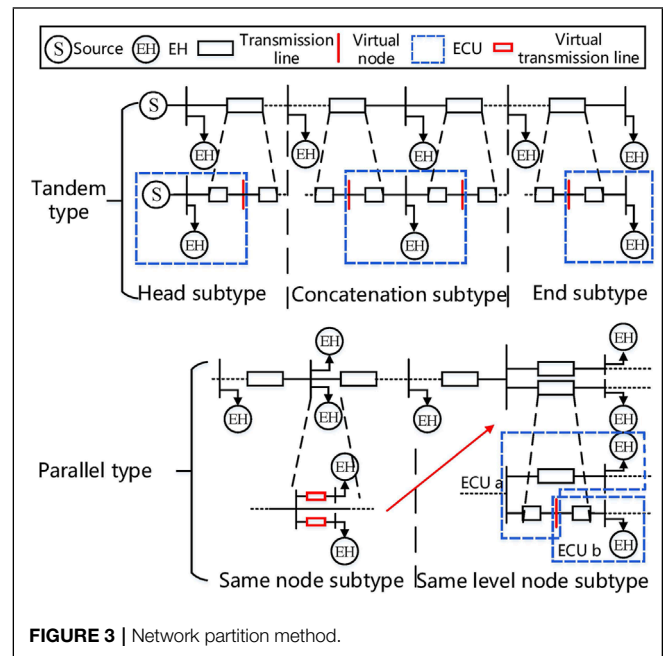 S Source EH EH Transmission line Virtual node ECU Virtual transmission line
S
EH EH EH EH EH
Tandem type
S
EH EH EH
Head subtype Concatenation subtype End subtype
EH EH
EH EH EH EH
Parallel type
EH EH
ECU a
EH ECU b EH
Same node subtype Same level node subtype
FIGURE 3 | Network partition method.